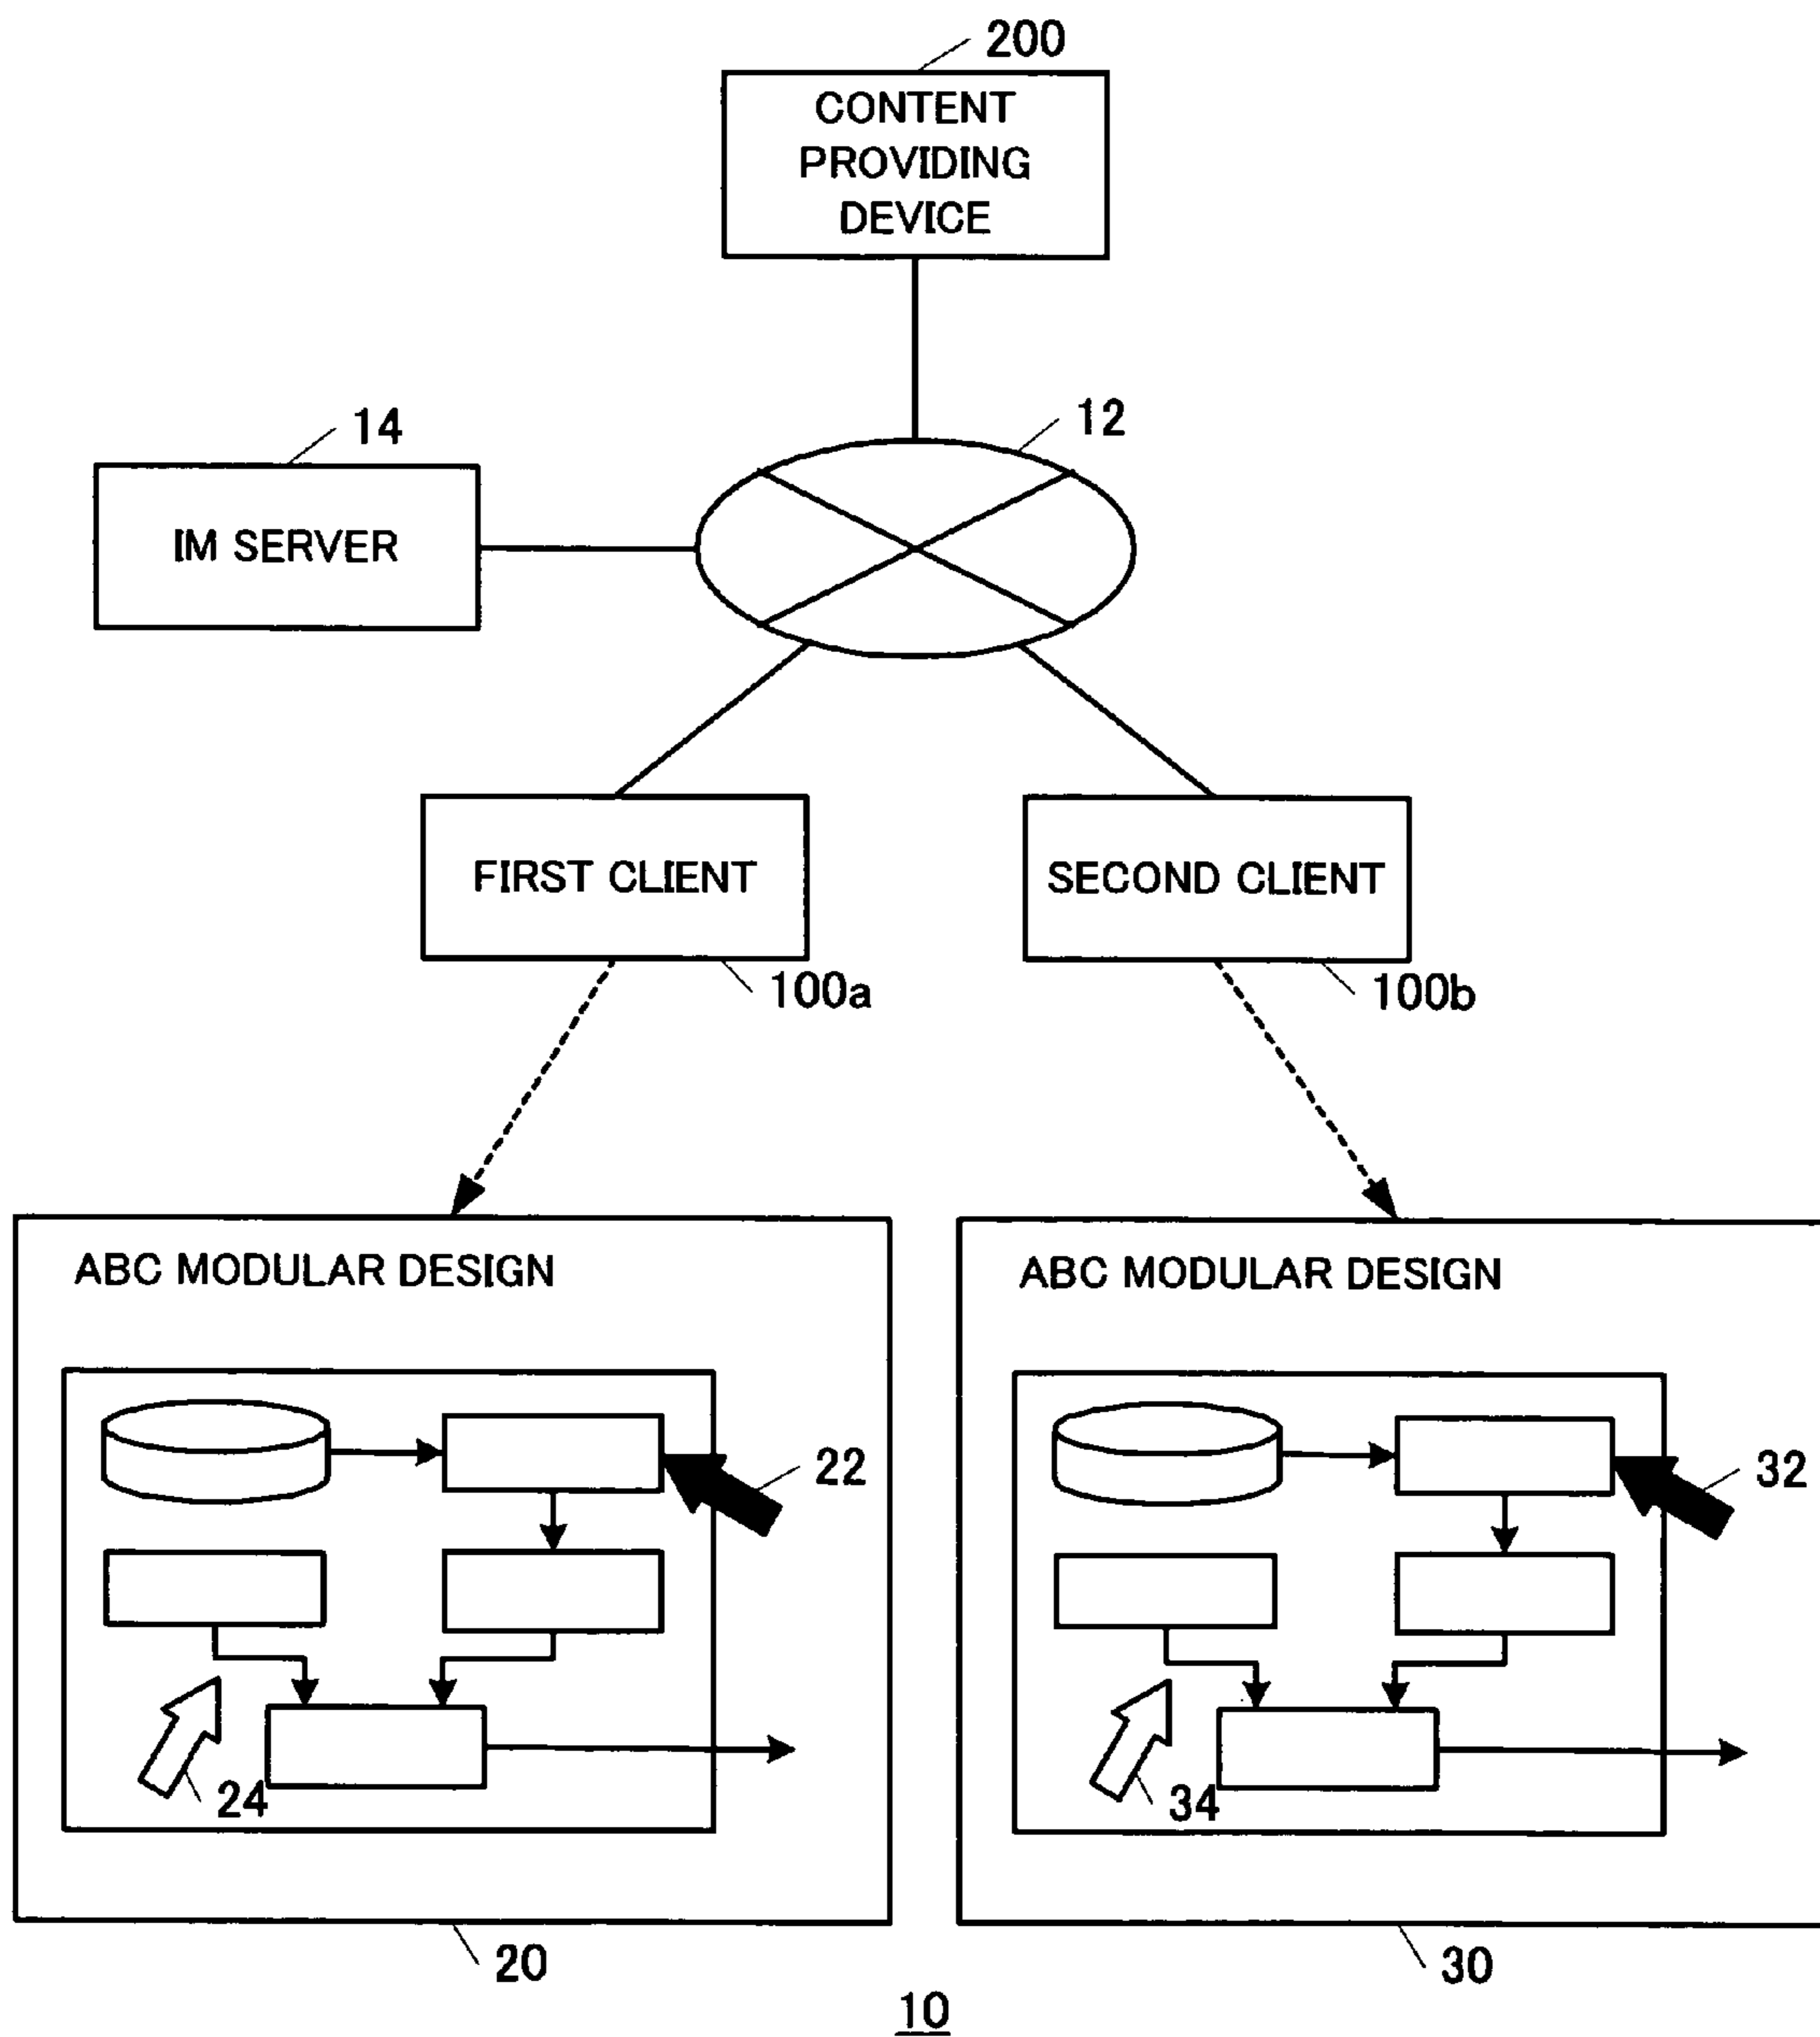 200
CONTENT
PROVIDING
DEVICE
12
14
IM SERVER
FIRST CLIENT
SECOND CLIENT
100a
100b
ABC MODULAR DESIGN
ABC MODULAR DESIGN
22
32
24
34
20
30
10